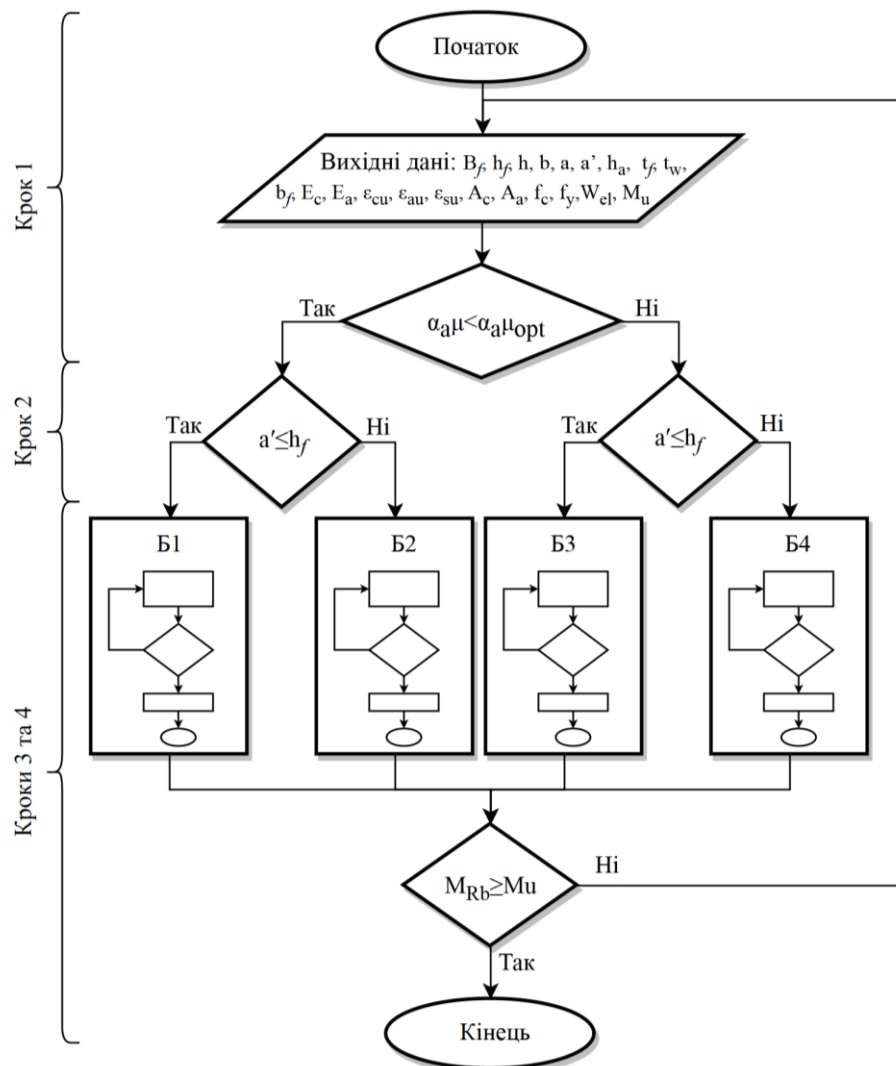 Початок
Крок 1
Вихідні дані: B_f, h_f, h, b, a, a’, h_a, t_f, t_w,
b_f, E_c, E_a, ε_cu, ε_au, ε_su, A_c, A_a, f_c, f_y, W_el, M_u
Так
Ні
α_aμ<α_aμ_opt
Крок 2
Так
Ні
a′≤h_f
Так
Ні
a′≤h_f
Кроки 3 та 4
Б1
Б2
Б3
Б4
M_Rb≥Mu
Ні
Так
Кінець